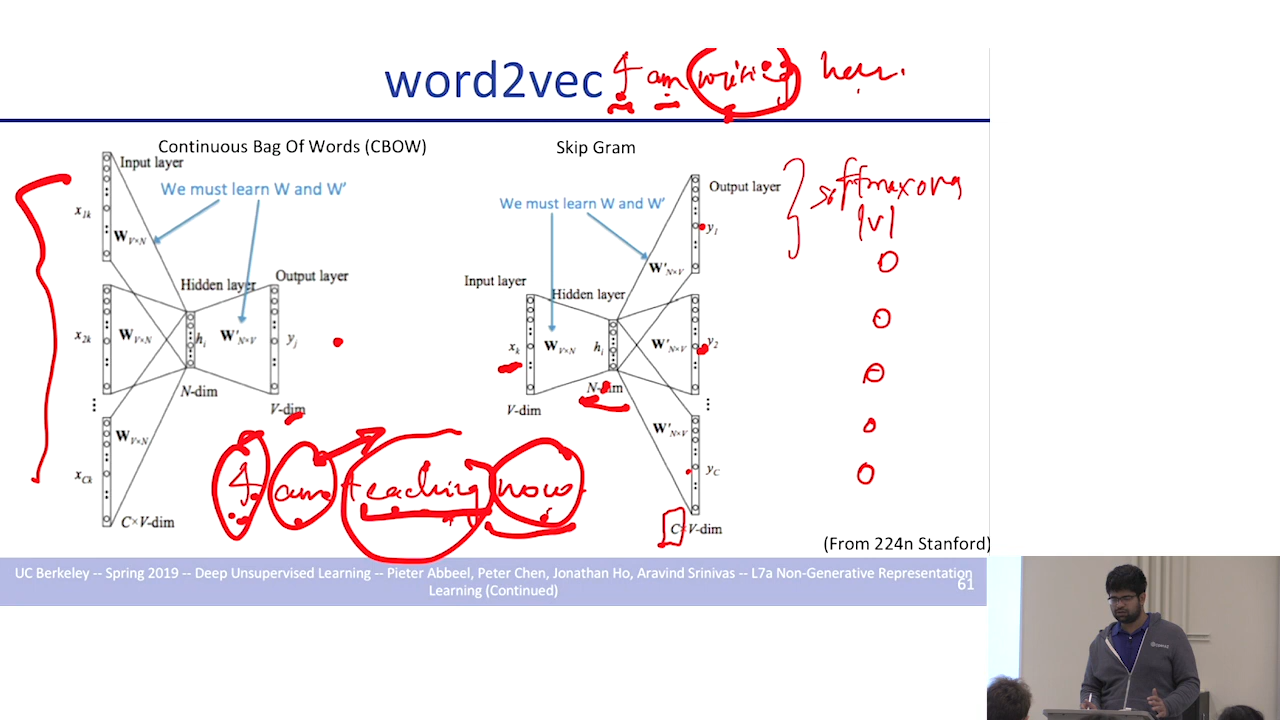 word2vec I am writing here.
Continuous Bag Of Words (CBOW)
Skip Gram
Input layer
We must learn W and W’
x1k
WV×N
Hidden layer
Output layer
x2k
WV×N
hi
W'N×V
yj
N-dim
V-dim
WV×N
xCk
C×V-dim
Output layer
We must learn W and W’
y1
W'N×V
Input layer
Hidden layer
xk
WV×N
hi
W'N×V
y2
N-dim
V-dim
W'N×V
yC
C×V-dim
softmax over
|V|
I am teaching now.
(From 224n Stanford)
UC Berkeley -- Spring 2019 -- Deep Unsupervised Learning -- Pieter Abbeel, Peter Chen, Jonathan Ho, Aravind Srinivas -- L7a Non-Generative Representation
Learning (Continued)
61